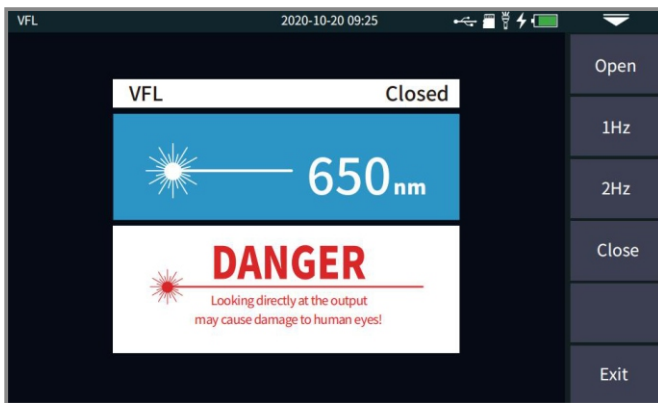 VFL 2020-10-20 09:25
VFL Closed
650nm
DANGER
Looking directly at the output
may cause damage to human eyes!
Open
1Hz
2Hz
Close
Exit